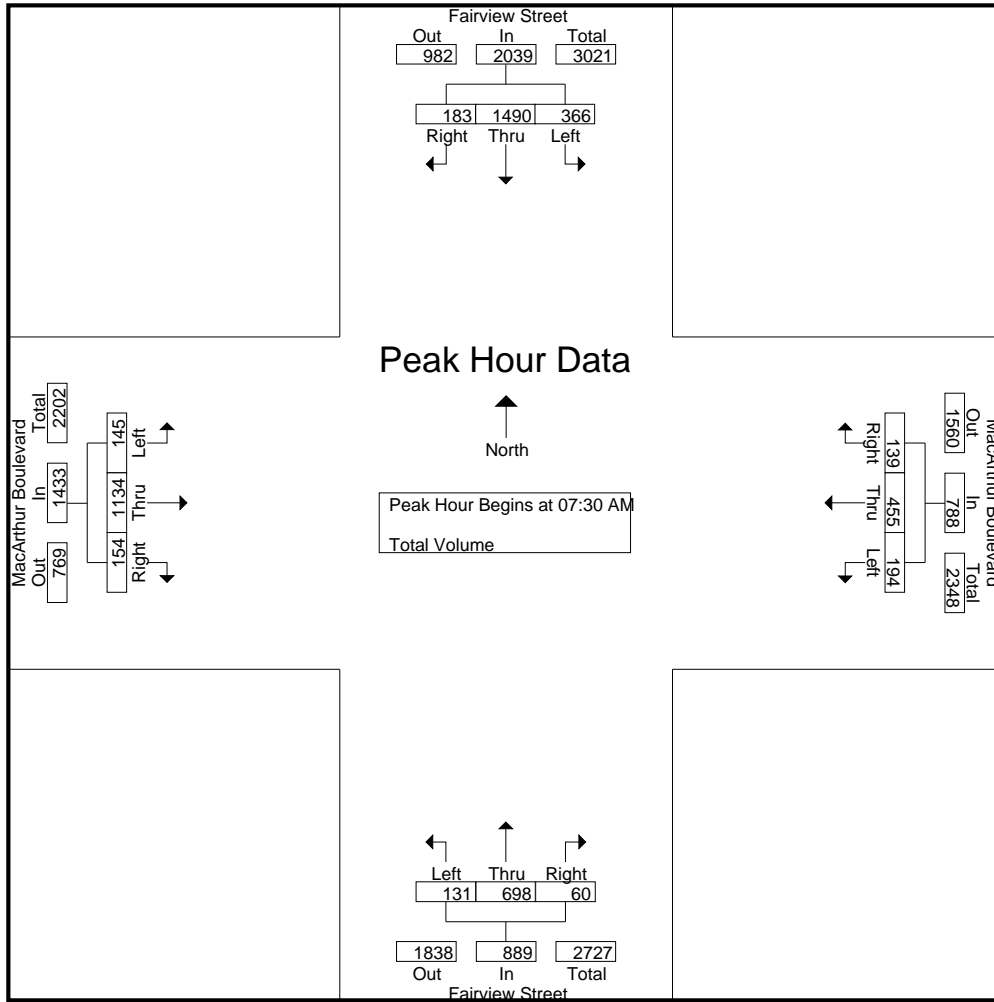 Fairview Street
Out In Total
982 2039 3021
183 1490 366
Right Thru Left
Peak Hour Data
North
Peak Hour Begins at 07:30 AM
Total Volume
MacArthur Boulevard
Total In Out
2202 1433 769
145 1134 154
Left Thru Right
MacArthur Boulevard
Out In Total
1560 788 2348
139 455 194
Right Thru Left
Left Thru Right
131 698 60
1838 889 2727
Out In Total
Fairview Street